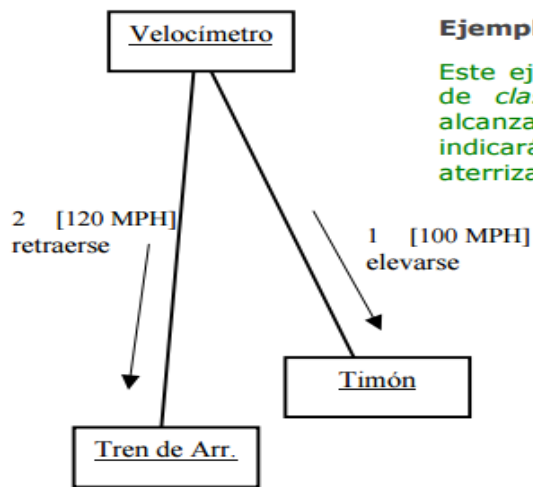 Velocímetro
Ejempl
Este ej
de cla
alcanza
indicará
aterriza
2 [120 MPH]
retraerse
1 [100 MPH]
elevarse
Timón
Tren de Arr.